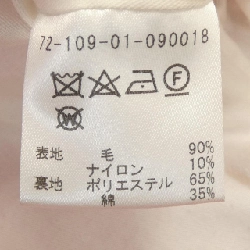 72-109-01-09001B
F
W
表地 毛 90%
ナイロン 10%
裏地 ポリエステル 65%
綿 35%